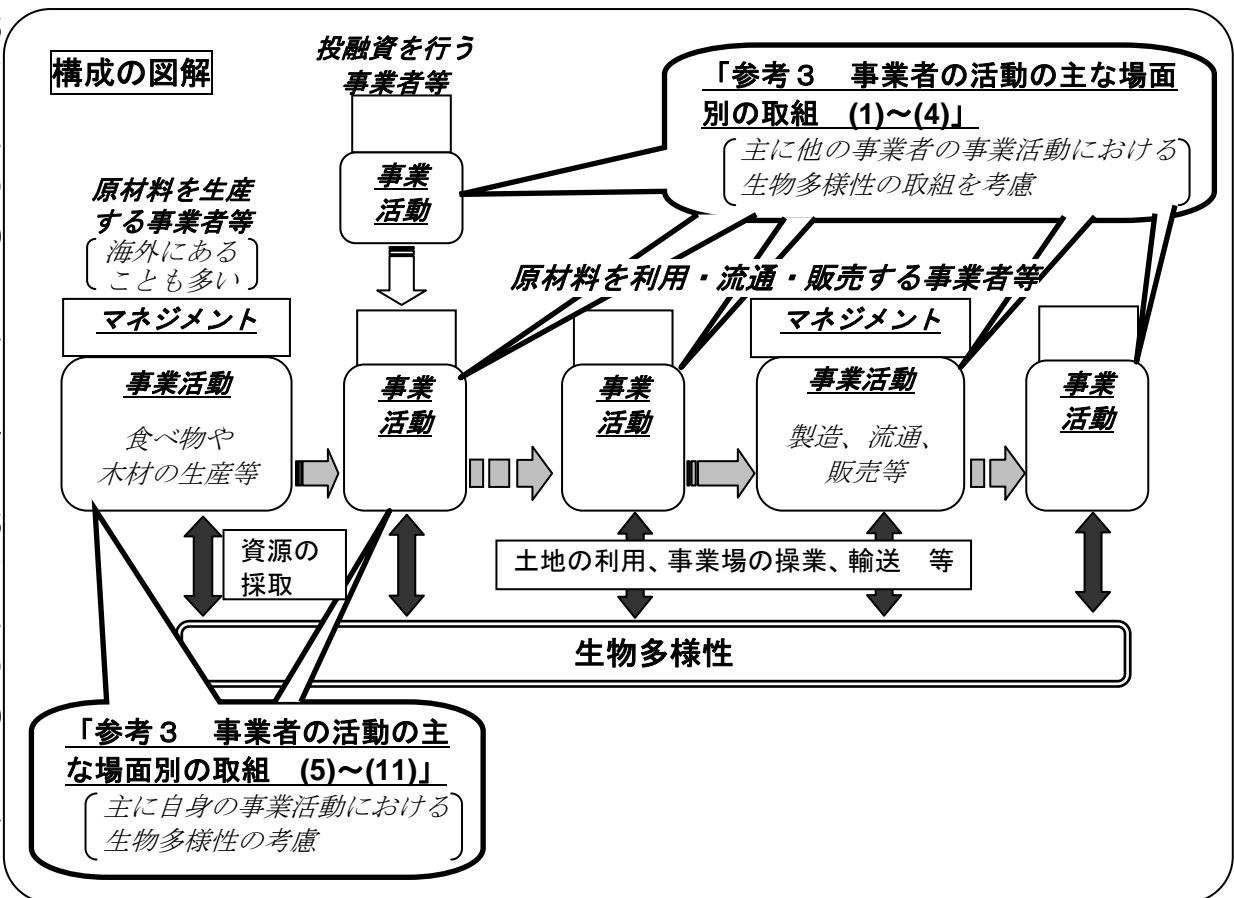 構成の図解
投融資を行う
事業者等
「参考３　事業者の活動の主な場面
別の取組　(1)～(4)」
主に他の事業者の事業活動における
生物多様性の取組を考慮
事業
活動
原材料を生産
する事業者等
海外にある
ことも多い
原材料を利用・流通・販売する事業者等
マネジメント
事業活動
食べ物や
木材の生産等
事業
活動
事業
活動
マネジメント
事業活動
製造、流通、
販売等
事業
活動
資源の
採取
土地の利用、事業場の操業、輸送　等
生物多様性
「参考３　事業者の活動の主
な場面別の取組　(5)～(11)」
主に自身の事業活動における
生物多様性の考慮